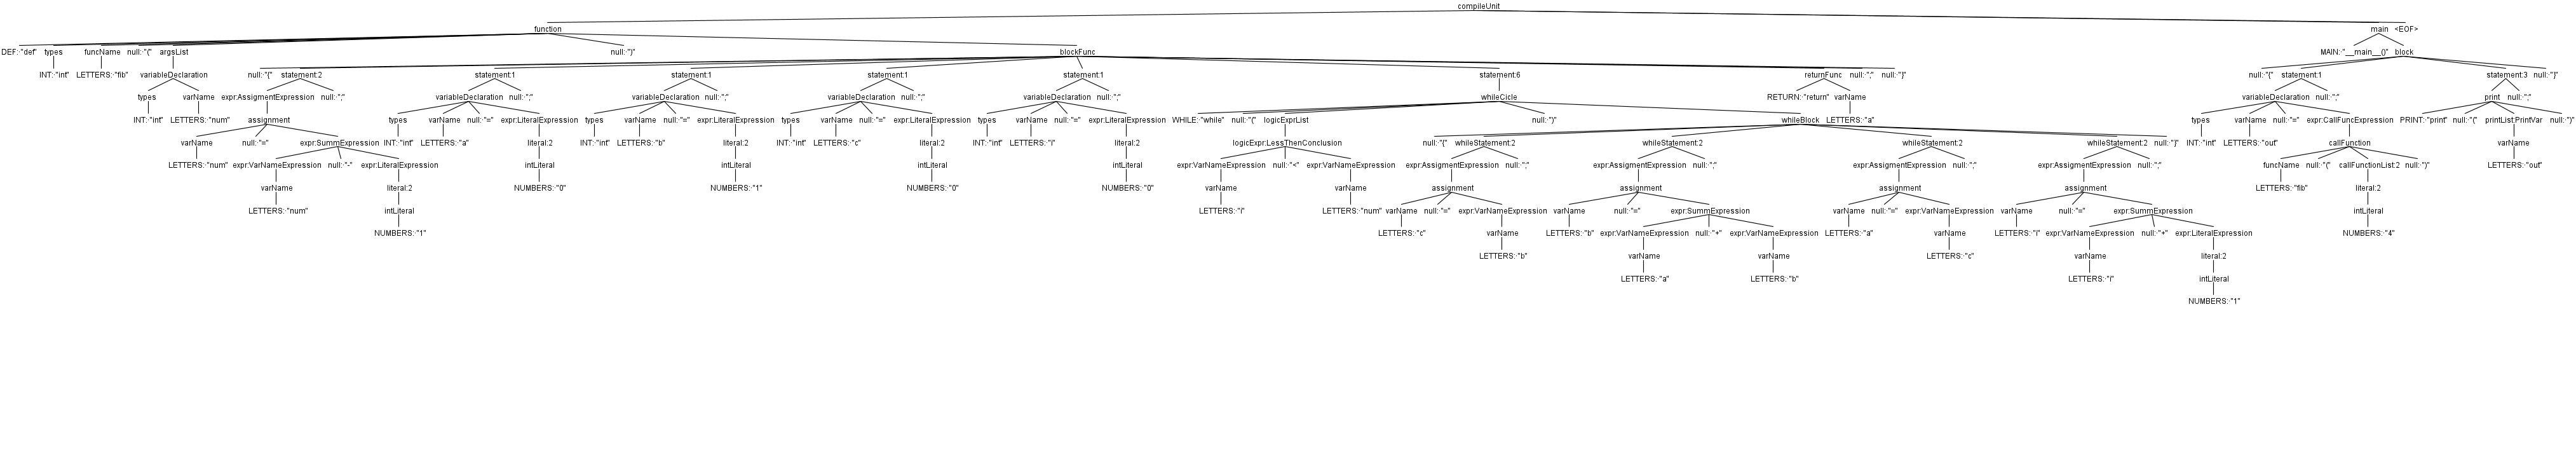 compileUnit
function main <EOF>
DEF:·"def" types funcName null:·"(" argsList null:·")" blockFunc MAIN:·"__main__()" block
INT:·"int" LETTERS:·"fib" variableDeclaration null:·"{" statement:2 statement:1 statement:1 statement:1 statement:1 statement:6 returnFunc null:·";" null:·"}" null:·"{" statement:1 statement:3 null:·"}"
types varName expr:AssigmentExpression null:·";" variableDeclaration null:·";" variableDeclaration null:·";" variableDeclaration null:·";" variableDeclaration null:·";" whileCicle RETURN:·"return" varName variableDeclaration null:·";" print null:·";"
INT:·"int" LETTERS:·"num" assignment types varName null:·"=" expr:LiteralExpression types varName null:·"=" expr:LiteralExpression types varName null:·"=" expr:LiteralExpression types varName null:·"=" expr:LiteralExpression WHILE:·"while" null:·"(" logicExprList null:·")" whileBlock LETTERS:·"a" types varName null:·"=" expr:CallFuncExpression PRINT:·"print" null:·"(" printList:PrintVar null:·")"
varName null:·"=" expr:SummExpression INT:·"int" LETTERS:·"a" literal:2 INT:·"int" LETTERS:·"b" literal:2 INT:·"int" LETTERS:·"c" literal:2 INT:·"int" LETTERS:·"i" literal:2 logicExpr:LessThenConclusion null:·"{" whileStatement:2 whileStatement:2 whileStatement:2 whileStatement:2 null:·"}" INT:·"int" LETTERS:·"out" callFunction varName
LETTERS:·"num" expr:VarNameExpression null:·"-" expr:LiteralExpression intLiteral intLiteral intLiteral intLiteral expr:VarNameExpression null:·"<" expr:VarNameExpression expr:AssigmentExpression null:·";" expr:AssigmentExpression null:·";" expr:AssigmentExpression null:·";" expr:AssigmentExpression null:·";" funcName null:·"(" callFunctionList:2 null:·")" LETTERS:·"out"
varName literal:2 NUMBERS:·"0" NUMBERS:·"1" NUMBERS:·"0" NUMBERS:·"0" varName varName assignment assignment assignment assignment LETTERS:·"fib" literal:2
LETTERS:·"num" intLiteral LETTERS:·"i" LETTERS:·"num" varName null:·"=" expr:VarNameExpression varName null:·"=" expr:SummExpression varName null:·"=" expr:VarNameExpression varName null:·"=" expr:SummExpression intLiteral
NUMBERS:·"1" LETTERS:·"c" varName LETTERS:·"b" expr:VarNameExpression null:·"+" expr:VarNameExpression LETTERS:·"a" varName LETTERS:·"i" expr:VarNameExpression null:·"+" expr:LiteralExpression NUMBERS:·"4"
LETTERS:·"b" varName varName LETTERS:·"c" varName literal:2
LETTERS:·"a" LETTERS:·"b" LETTERS:·"i" intLiteral
NUMBERS:·"1"